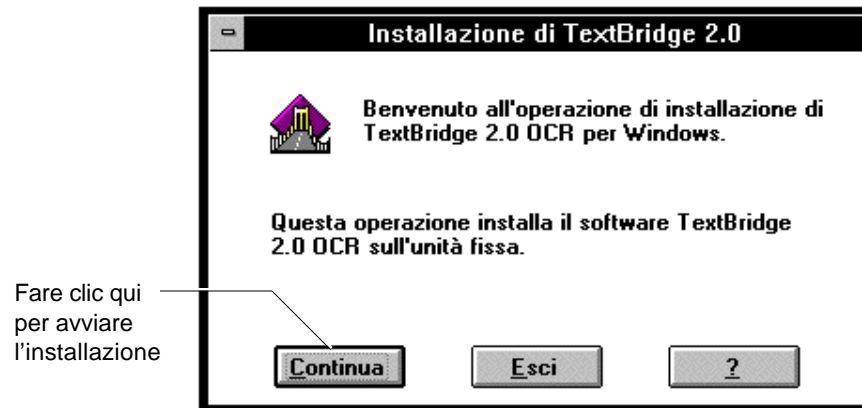 Installazione di TextBridge 2.0
Benvenuto all'operazione di installazione di
TextBridge 2.0 OCR per Windows.
Questa operazione installa il software TextBridge
2.0 OCR sull'unità fissa.
Fare clic qui
per avviare
l’installazione
Continua
Esci
?